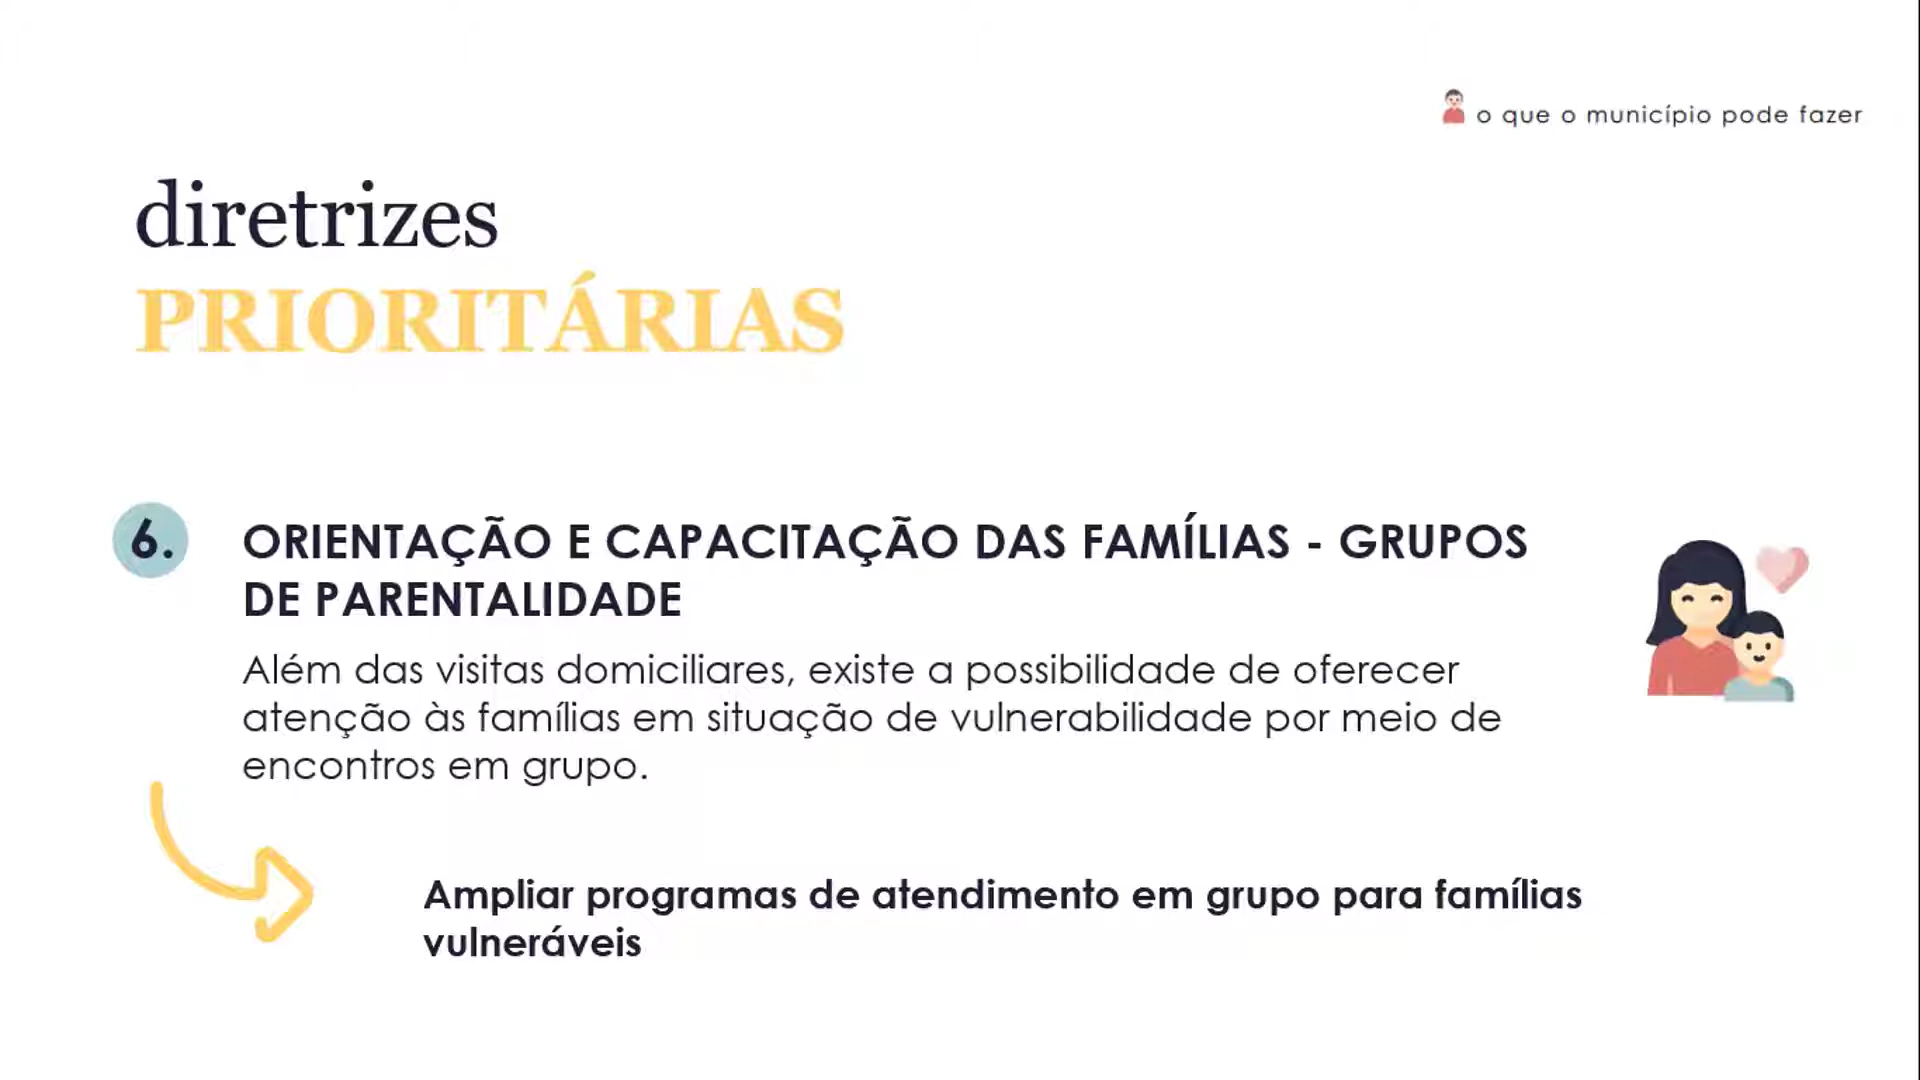 o que o município pode fazer
diretrizes
PRIORITÁRIAS
6.
ORIENTAÇÃO E CAPACITAÇÃO DAS FAMÍLIAS - GRUPOS
DE PARENTALIDADE
Além das visitas domiciliares, existe a possibilidade de oferecer
atenção às famílias em situação de vulnerabilidade por meio de
encontros em grupo.
Ampliar programas de atendimento em grupo para famílias
vulneráveis